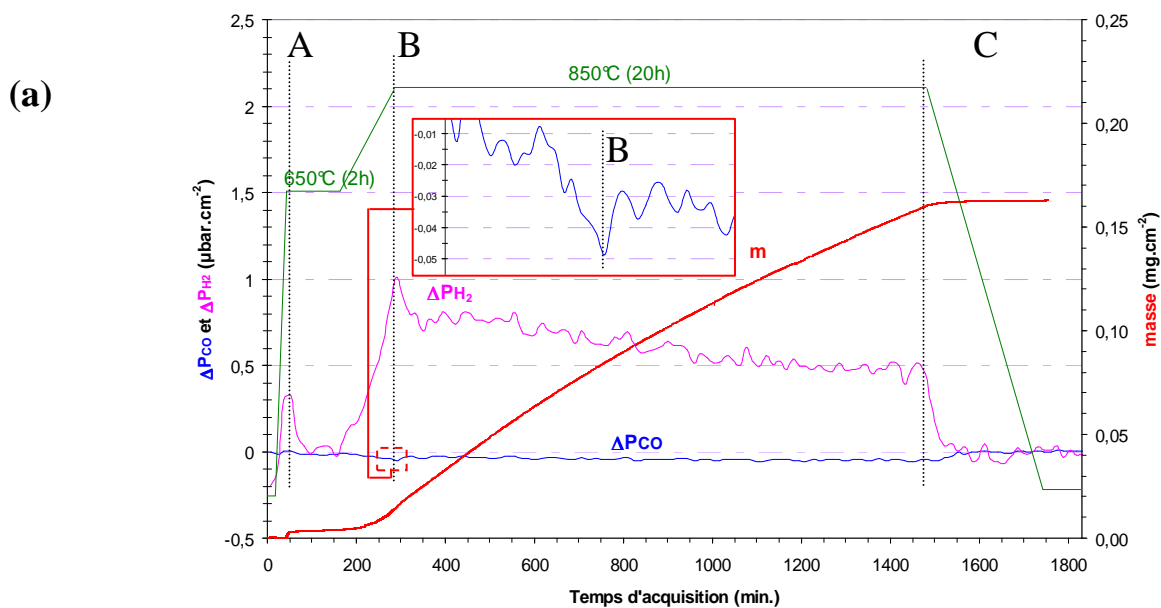 (a)
A
B
C
850°C (20h)
650°C (2h)
B
-0,01
-0,02
-0,03
-0,04
-0,05
m
ΔPH2
ΔPCO
2,5
2
1,5
1
0,5
0
-0,5
ΔPCO et ΔPH2 (µbar.cm-2)
0,25
0,20
0,15
0,10
0,05
0,00
masse (mg.cm-2)
0 200 400 600 800 1000 1200 1400 1600 1800
Temps d'acquisition (min.)